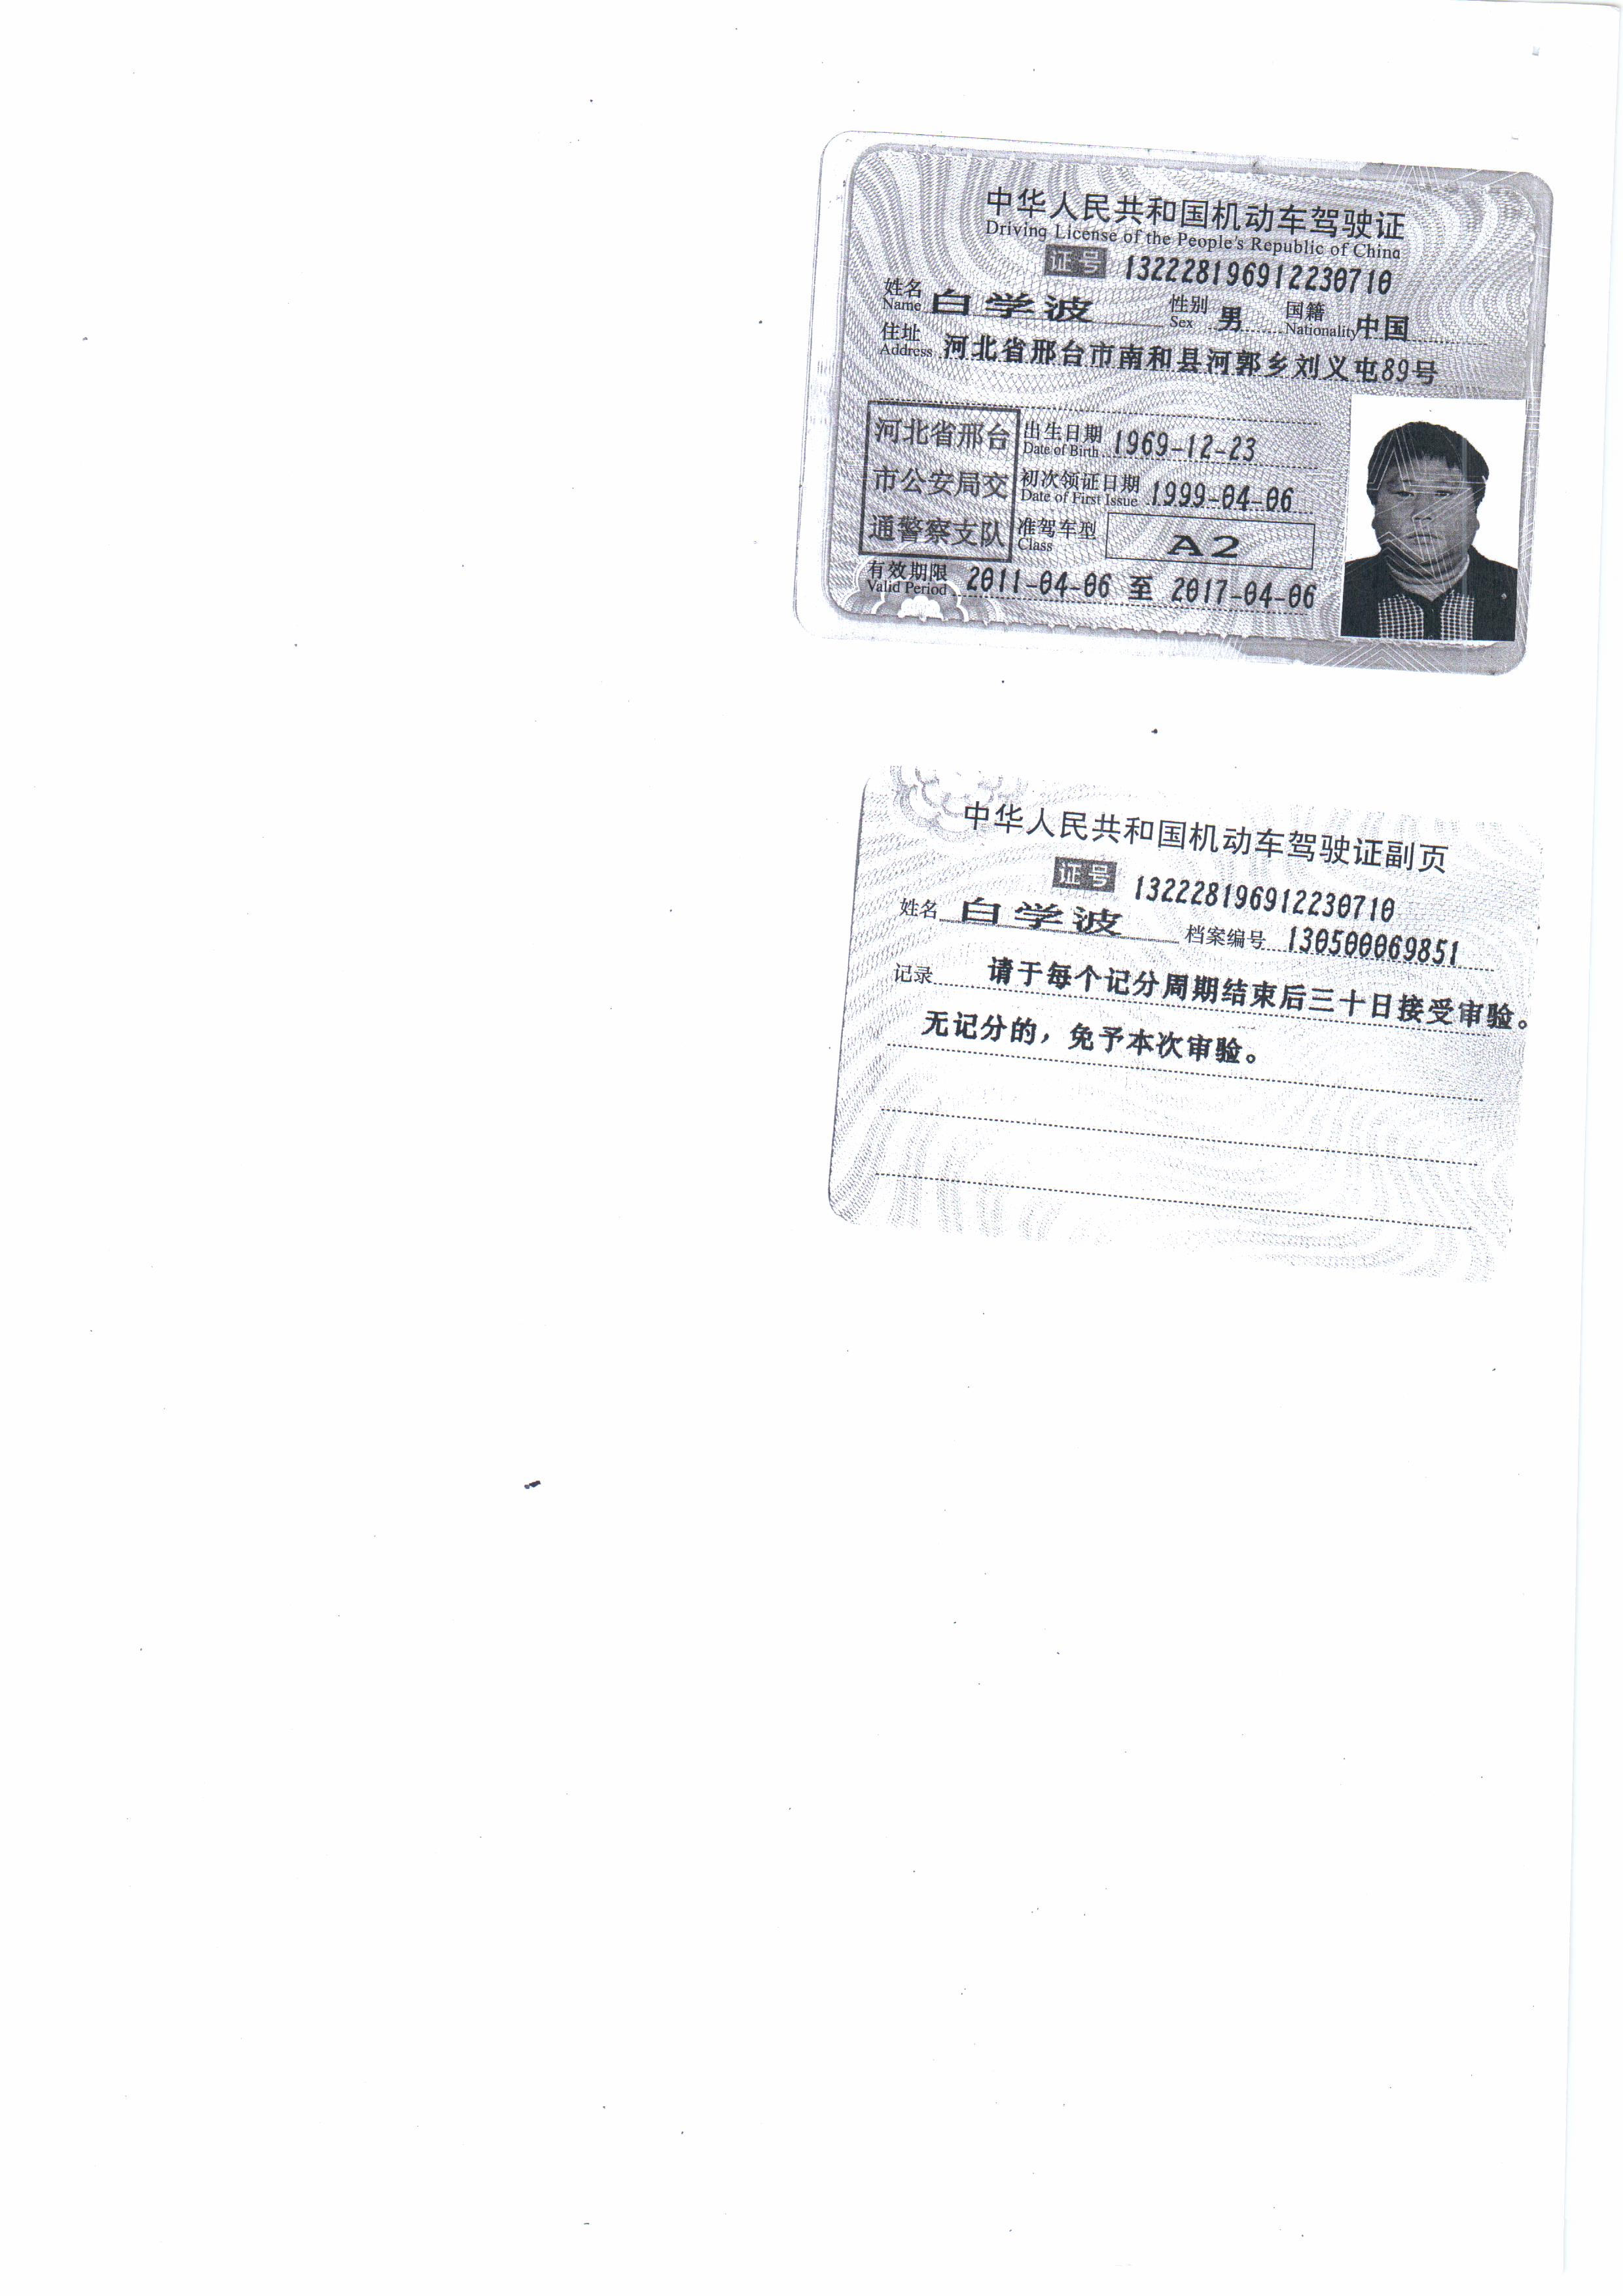 中华人民共和国机动车驾驶证
Driving License of the People's Republic of China
证号 132228196912230710
姓名 白学波 性别 男 国籍 中国
Name Sex Nationality
住址 河北省邢台市南和县河郭乡刘义屯89号
Address
河北省邢台
市公安局交
通警察支队
出生日期 1969-12-23
Date of Birth
初次领证日期 1999-04-06
Date of First Issue
准驾车型 A2
Class
有效期限 2011-04-06 至 2017-04-06
Valid Period
中华人民共和国机动车驾驶证副页
证号 132228196912230710
姓名 白学波 档案编号 130500069851
记录 请于每个记分周期结束后三十日接受审验。
无记分的，免予本次审验。